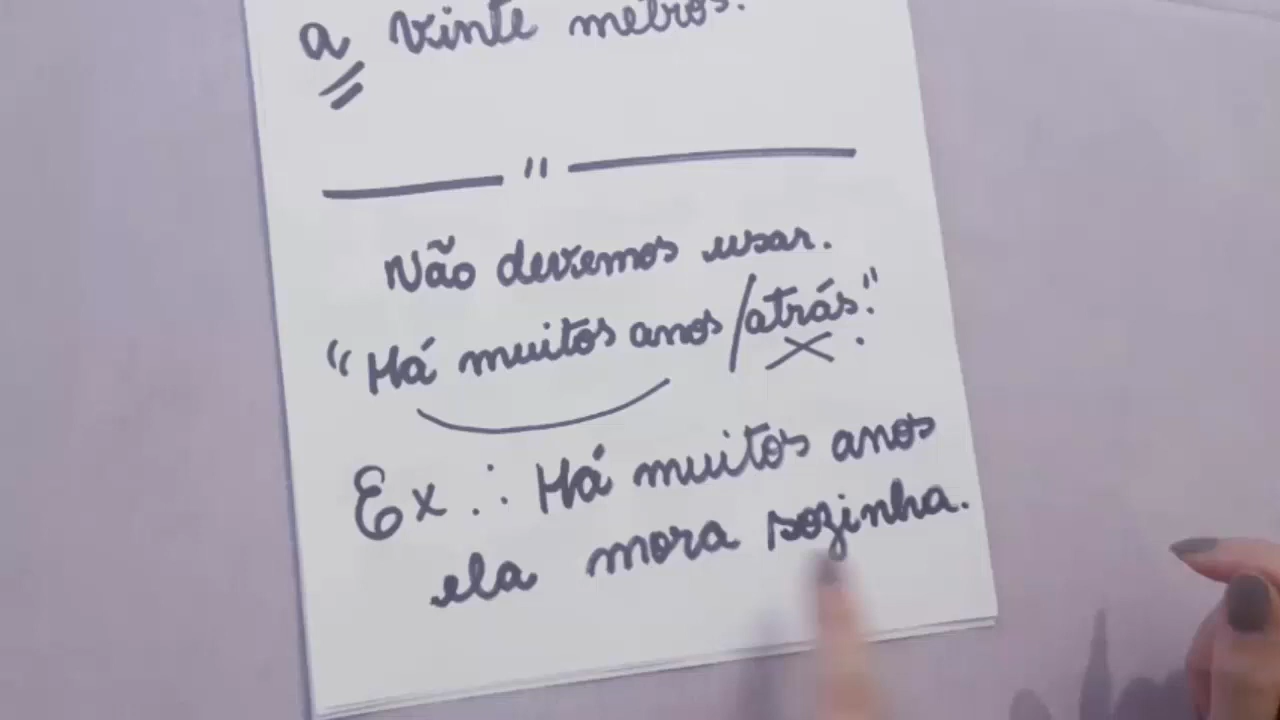 a vinte metros.
"
Não devemos usar.
"Há muitos anos/atrás."
Ex.: Há muitos anos
ela mora sozinha.